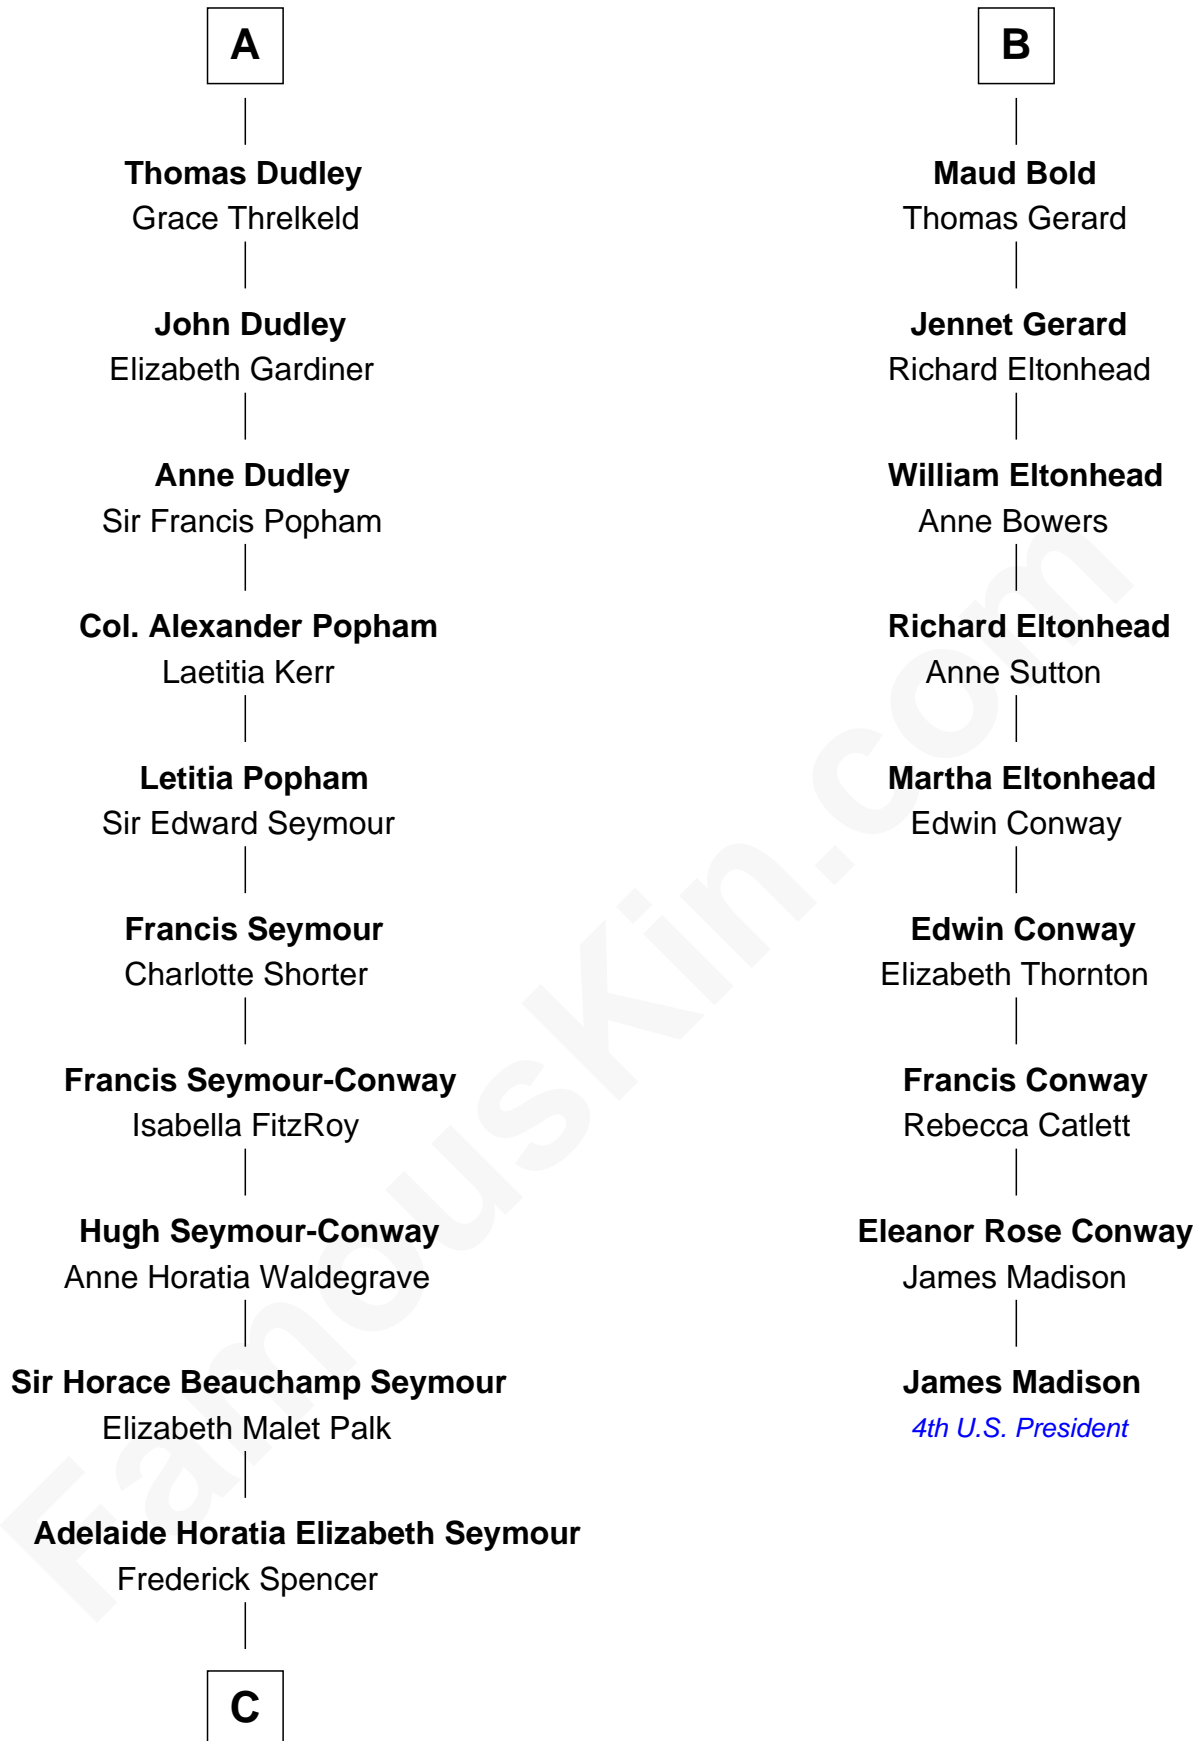 A
Thomas Dudley
Grace Threlkeld
John Dudley
Elizabeth Gardiner
Anne Dudley
Sir Francis Popham
Col. Alexander Popham
Laetitia Kerr
Letitia Popham
Sir Edward Seymour
Francis Seymour
Charlotte Shorter
Francis Seymour-Conway
Isabella FitzRoy
Hugh Seymour-Conway
Anne Horatia Waldegrave
Sir Horace Beauchamp Seymour
Elizabeth Malet Palk
Adelaide Horatia Elizabeth Seymour
Frederick Spencer
C
B
Maud Bold
Thomas Gerard
Jennet Gerard
Richard Eltonhead
William Eltonhead
Anne Bowers
Richard Eltonhead
Anne Sutton
Martha Eltonhead
Edwin Conway
Edwin Conway
Elizabeth Thornton
Francis Conway
Rebecca Catlett
Eleanor Rose Conway
James Madison
James Madison
4th U.S. President
FamousKin.com